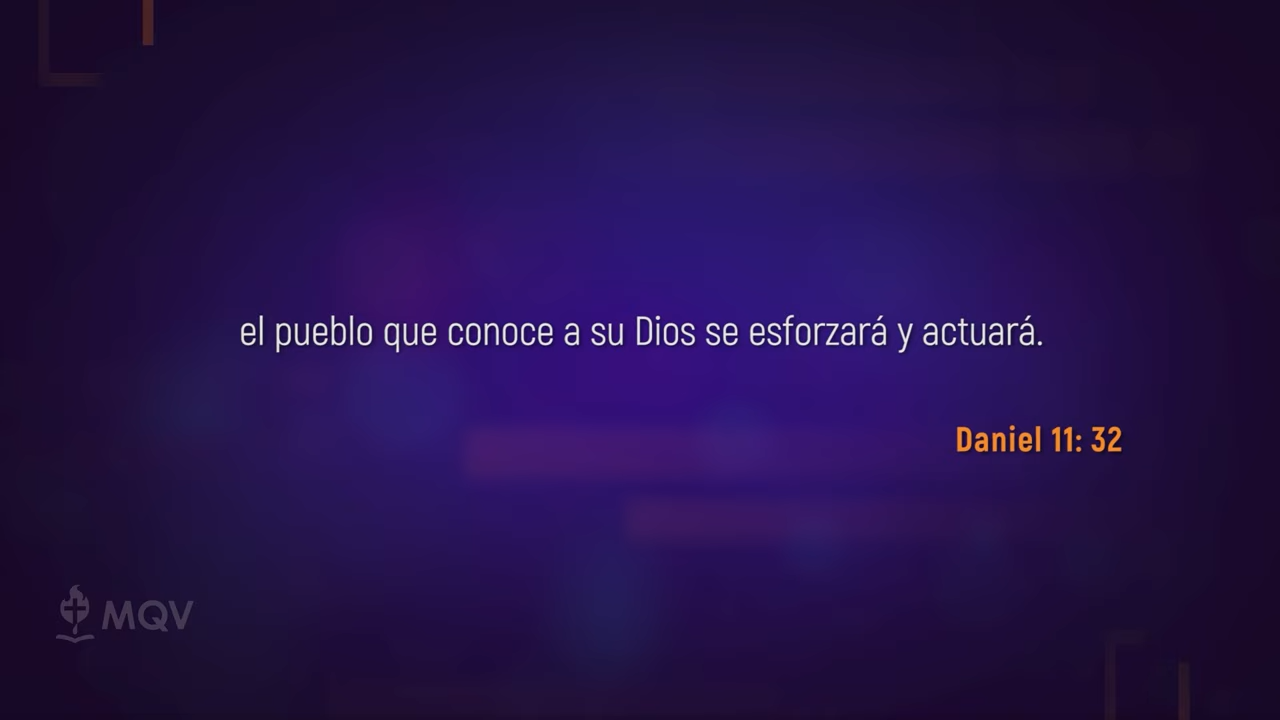 el pueblo que conoce a su Dios se esforzará y actuará.
Daniel 11: 32
MQV